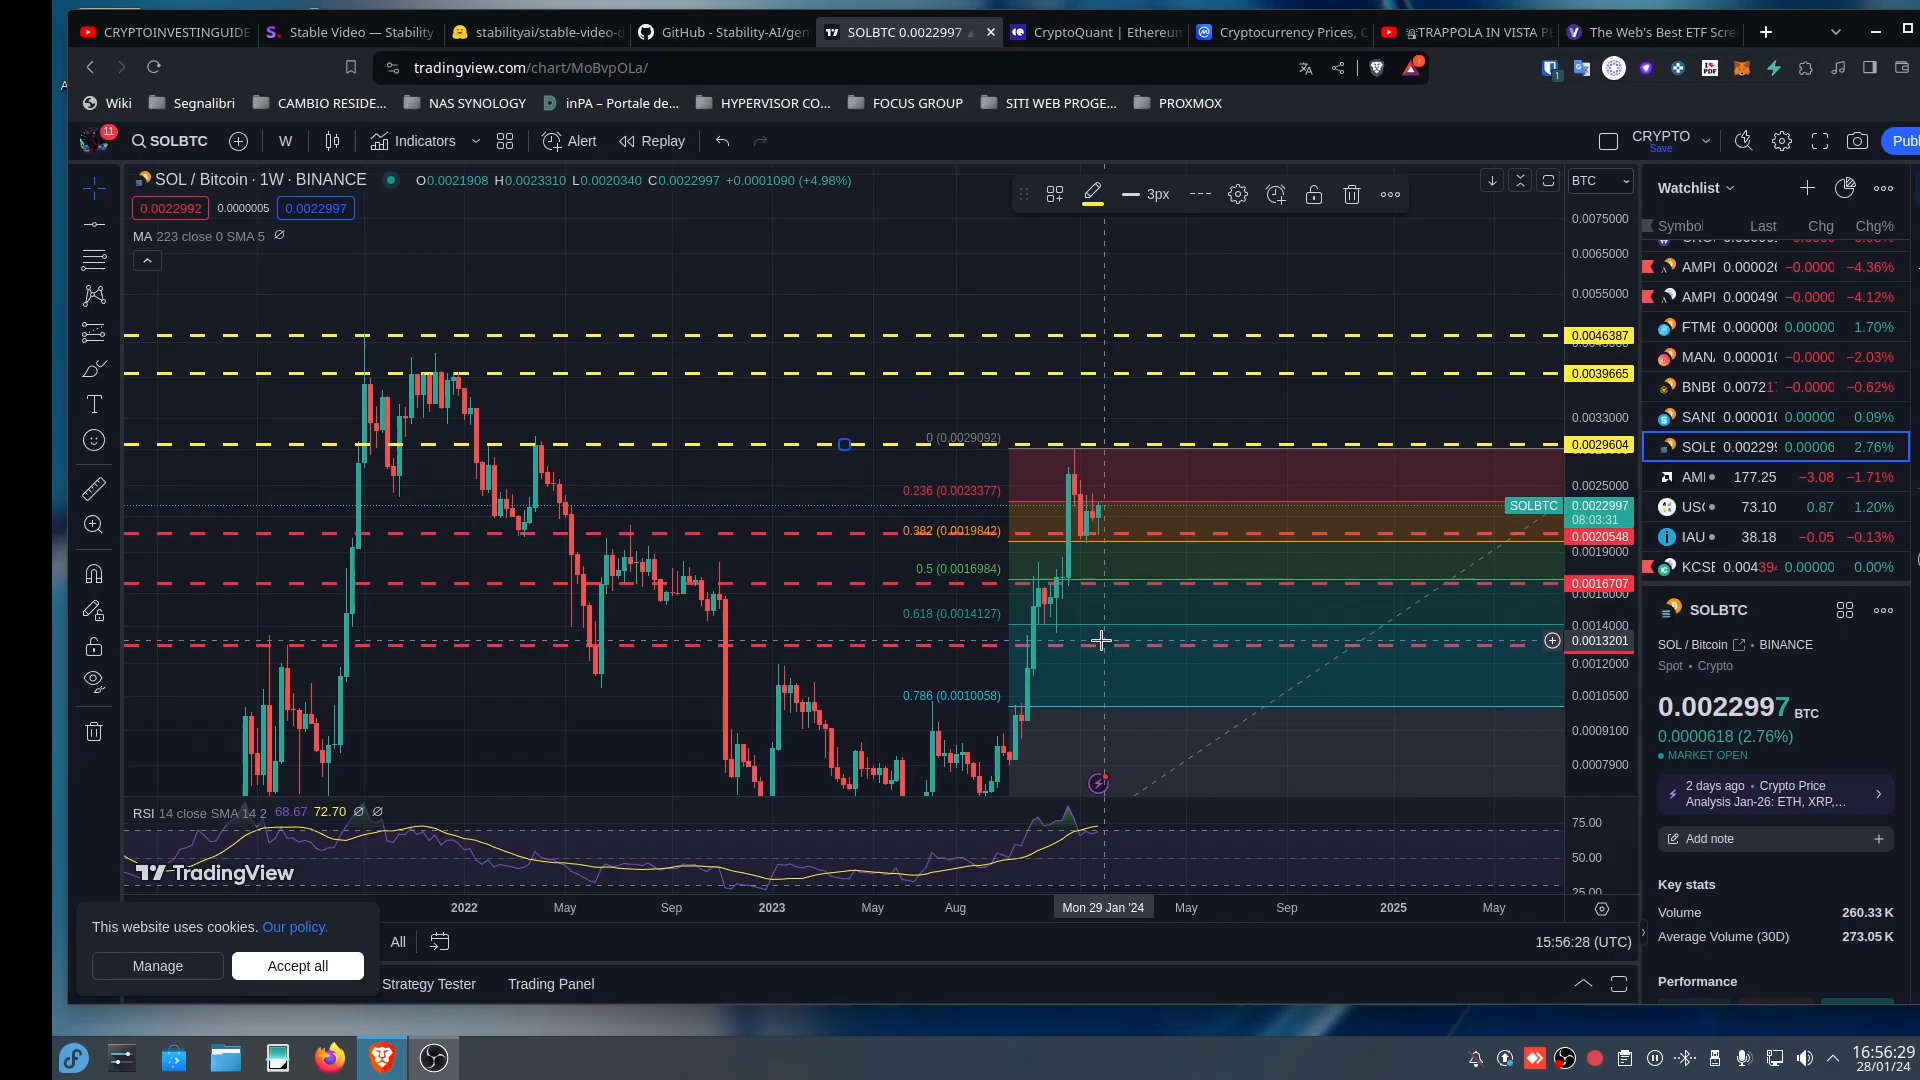 CRYPTOINVESTINGUIDE
Stable Video — Stability
stabilityai/stable-video-d
GitHub - Stability-AI/gen
SOLBTC 0.0022997
CryptoQuant | Ethereum
Cryptocurrency Prices, C
TRAPPOLA IN VISTA PE
The Web's Best ETF Scre
tradingview.com/chart/MoBvpOLa/
Wiki
Segnalibri
CAMBIO RESIDE...
NAS SYNOLOGY
inPA – Portale de...
HYPERVISOR CO...
FOCUS GROUP
SITI WEB PROGE...
PROXMOX
11
SOLBTC
W
Indicators
Alert
Replay
CRYPTO
Save
Publ
SOL / Bitcoin · 1W · BINANCE
O0.0021908 H0.0023310 L0.0020340 C0.0022997 +0.0001090 (+4.98%)
0.0022992
0.0000005
0.0022997
MA 223 close 0 SMA 5
3px
BTC
0.0075000
0.0065000
0.0055000
0.0046387
0.0039665
0.0033000
0.0029604
0.0025000
SOLBTC
0.0022997
08:03:31
0.0020548
0.0019000
0.0016707
0.0016000
0.0014000
0.0013201
0.0012000
0.0010500
0.0009100
0.0007900
0 (0.0029092)
0.236 (0.0023377)
0.382 (0.0019842)
0.5 (0.0016984)
0.618 (0.0014127)
0.786 (0.0010058)
RSI 14 close SMA 14 2 68.67 72.70
75.00
50.00
25.00
TradingView
2022
May
Sep
2023
May
Aug
Mon 29 Jan '24
May
Sep
2025
May
This website uses cookies. Our policy.
Manage
Accept all
All
15:56:28 (UTC)
Strategy Tester
Trading Panel
Watchlist
Symbol
Last
Chg
Chg%
AMPI 0.000026 −0.0000 −4.36%
AMPI 0.000490 −0.0000 −4.12%
FTME 0.000008 0.00000 1.70%
MAN 0.000010 −0.0000 −2.03%
BNBE 0.007217 −0.0000 −0.62%
SANI 0.000010 0.00000 0.09%
SOLE 0.002299 0.00006 2.76%
AMI 177.25 −3.08 −1.71%
USC 73.10 0.87 1.20%
IAU 38.18 −0.05 −0.13%
KCSE 0.004394 0.00000 0.00%
SOLBTC
SOL / Bitcoin • BINANCE
Spot • Crypto
0.0022997 BTC
0.0000618 (2.76%)
MARKET OPEN
2 days ago • Crypto Price
Analysis Jan-26: ETH, XRP,...
Add note
Key stats
Volume
260.33 K
Average Volume (30D)
273.05 K
Performance
16:56:29
28/01/24